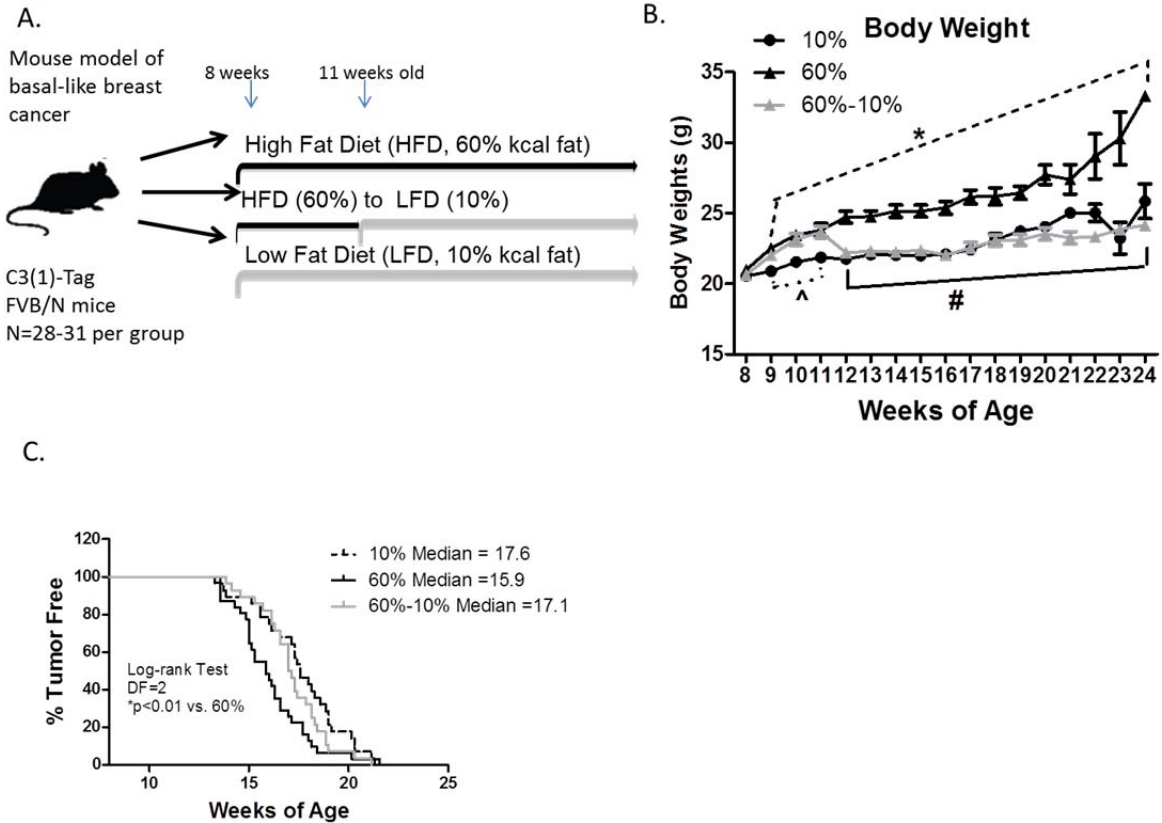 A.
Mouse model of
basal-like breast
cancer
8 weeks
11 weeks old
High Fat Diet (HFD, 60% kcal fat)
HFD (60%) to LFD (10%)
Low Fat Diet (LFD, 10% kcal fat)
C3(1)-Tag
FVB/N mice
N=28-31 per group
B.
Body Weight
10%
60%
60%-10%
Body Weights (g)
35
30
25
20
15
*
^
#
8 9 10 11 12 13 14 15 16 17 18 19 20 21 22 23 24
Weeks of Age
C.
% Tumor Free
120
100
80
60
40
20
0
10% Median = 17.6
60% Median =15.9
60%-10% Median =17.1
Log-rank Test
DF=2
*p<0.01 vs. 60%
10 15 20 25
Weeks of Age